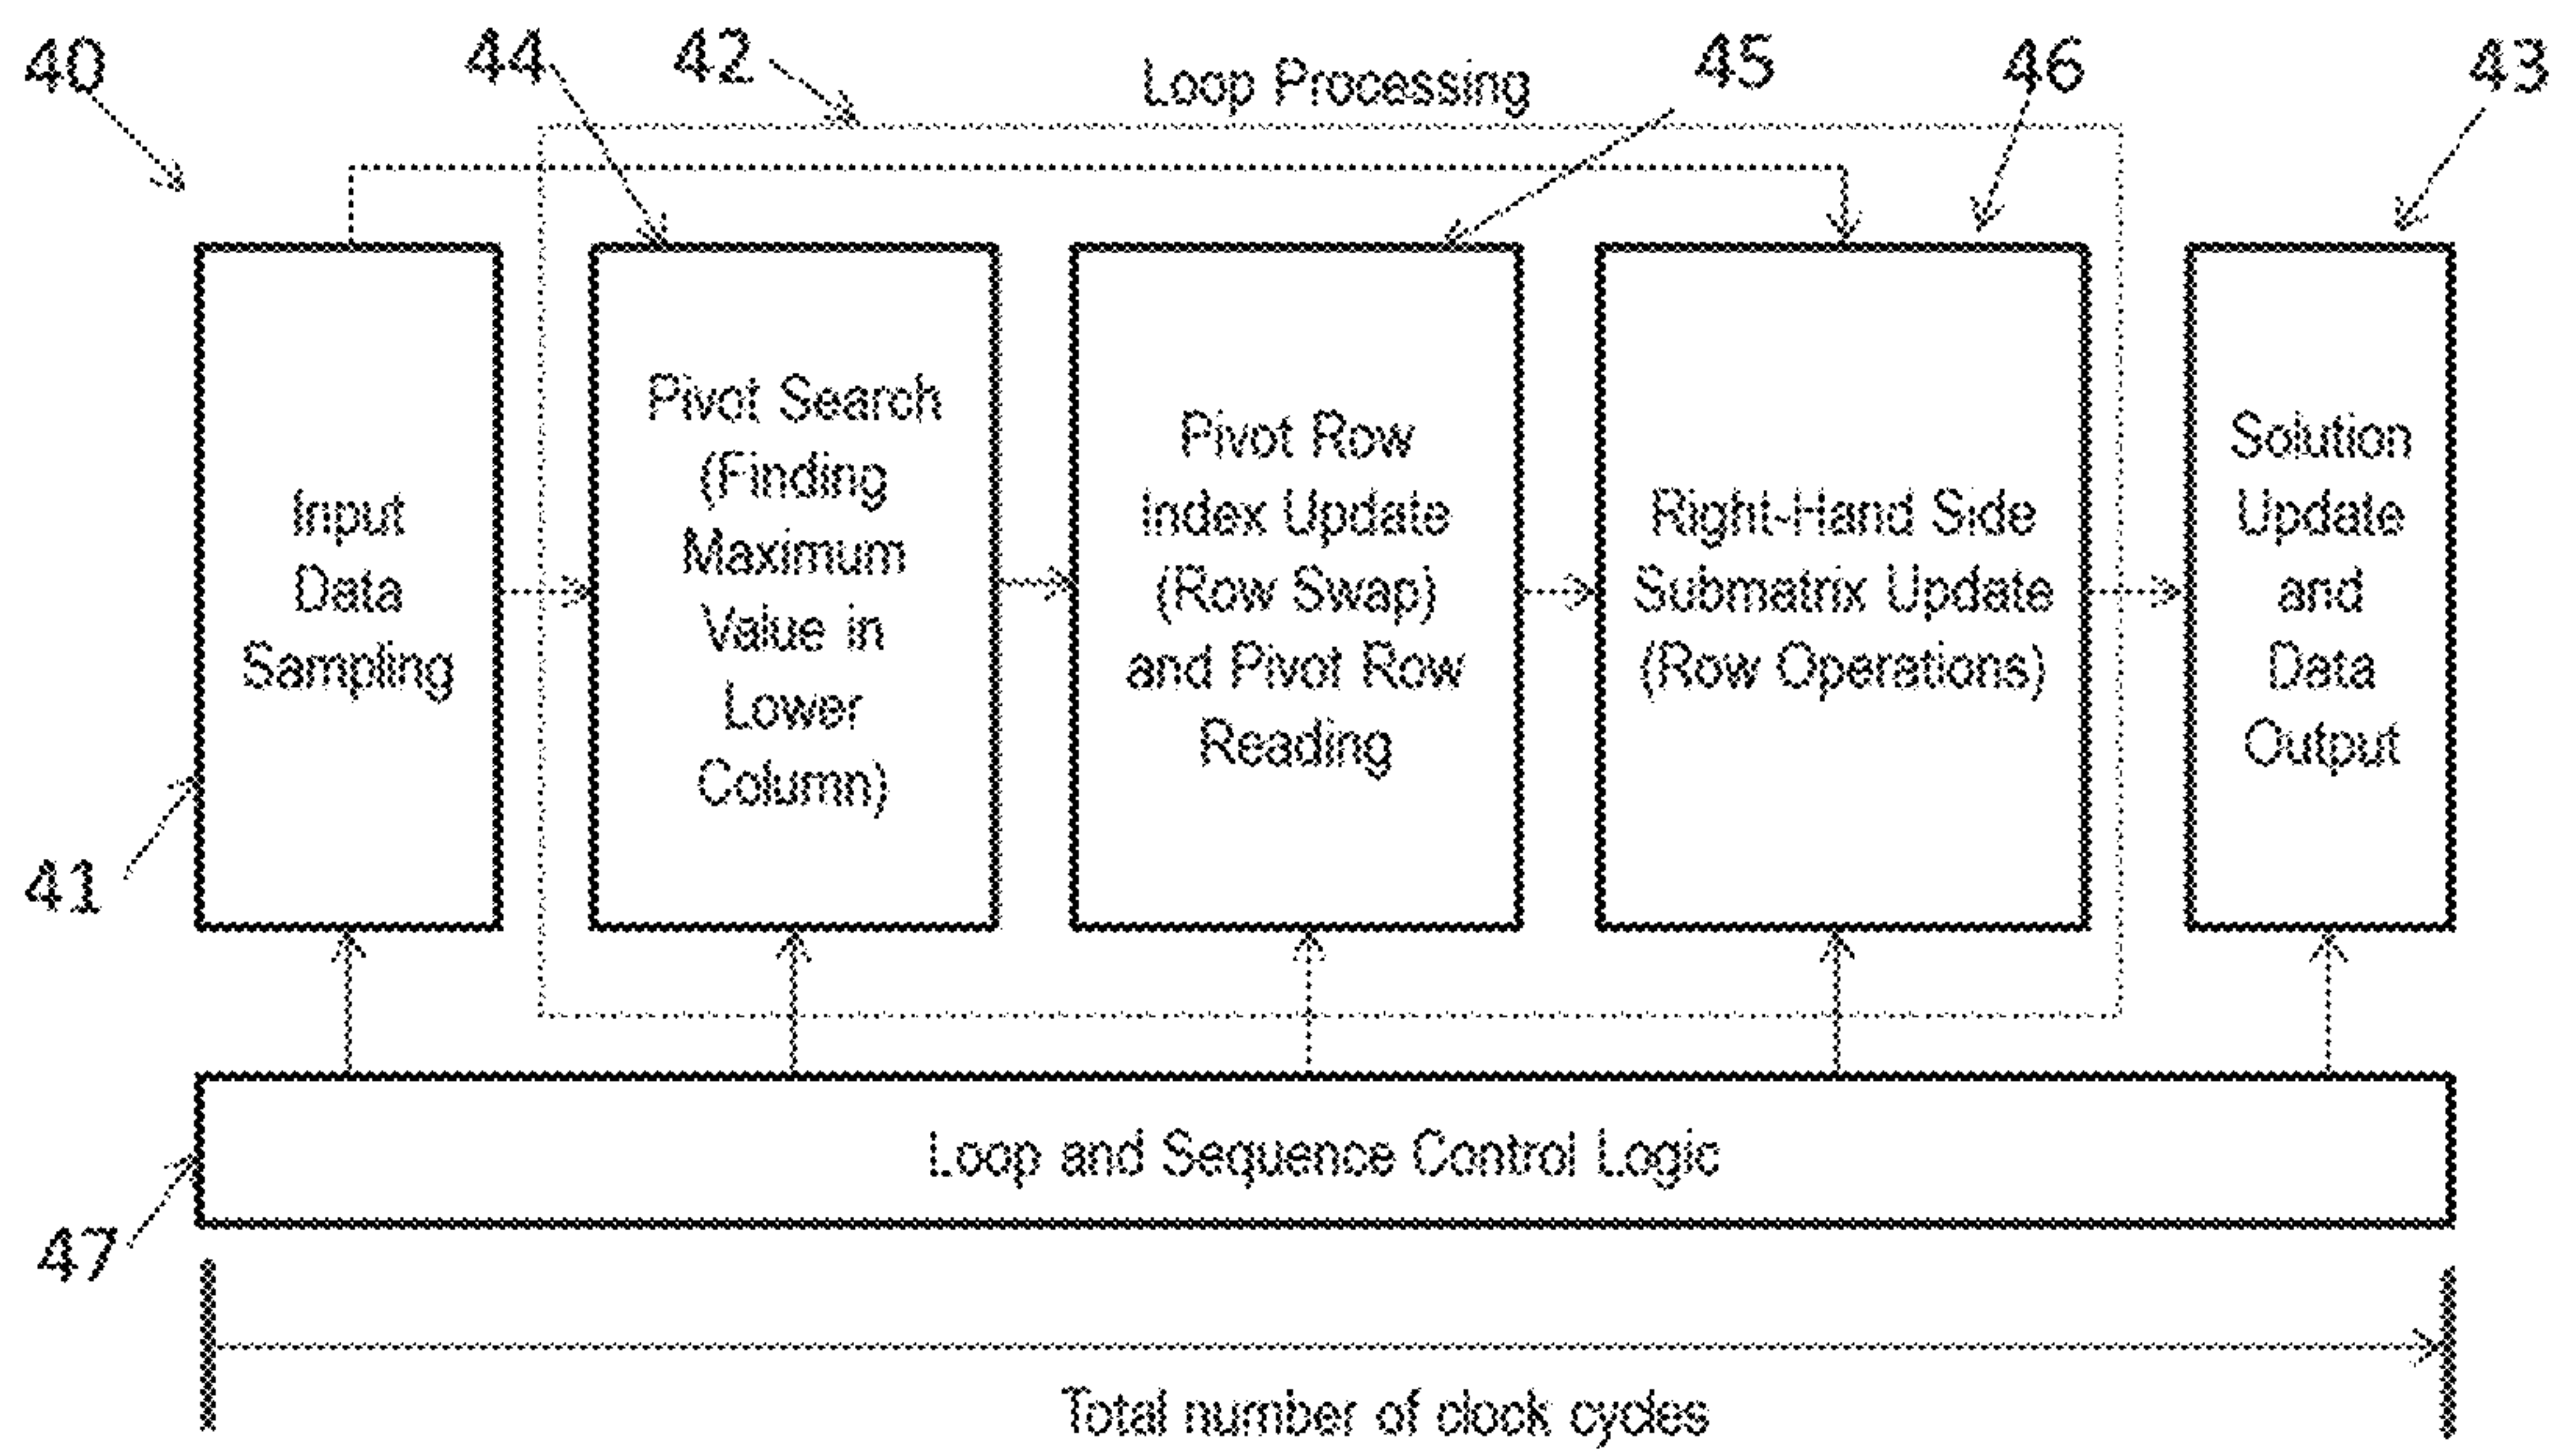 40
44
42
Loop Processing
45
46
43
Input
Data
Sampling
Pivot Search
(Finding
Maximum
Value in
Lower
Column)
Pivot Row
Index Update
(Row Swap)
and Pivot Row
Reading
Right-Hand Side
Submatrix Update
(Row Operations)
Solution
Update
and
Data
Output
41
Loop and Sequence Control Logic
47
Total number of clock cycles